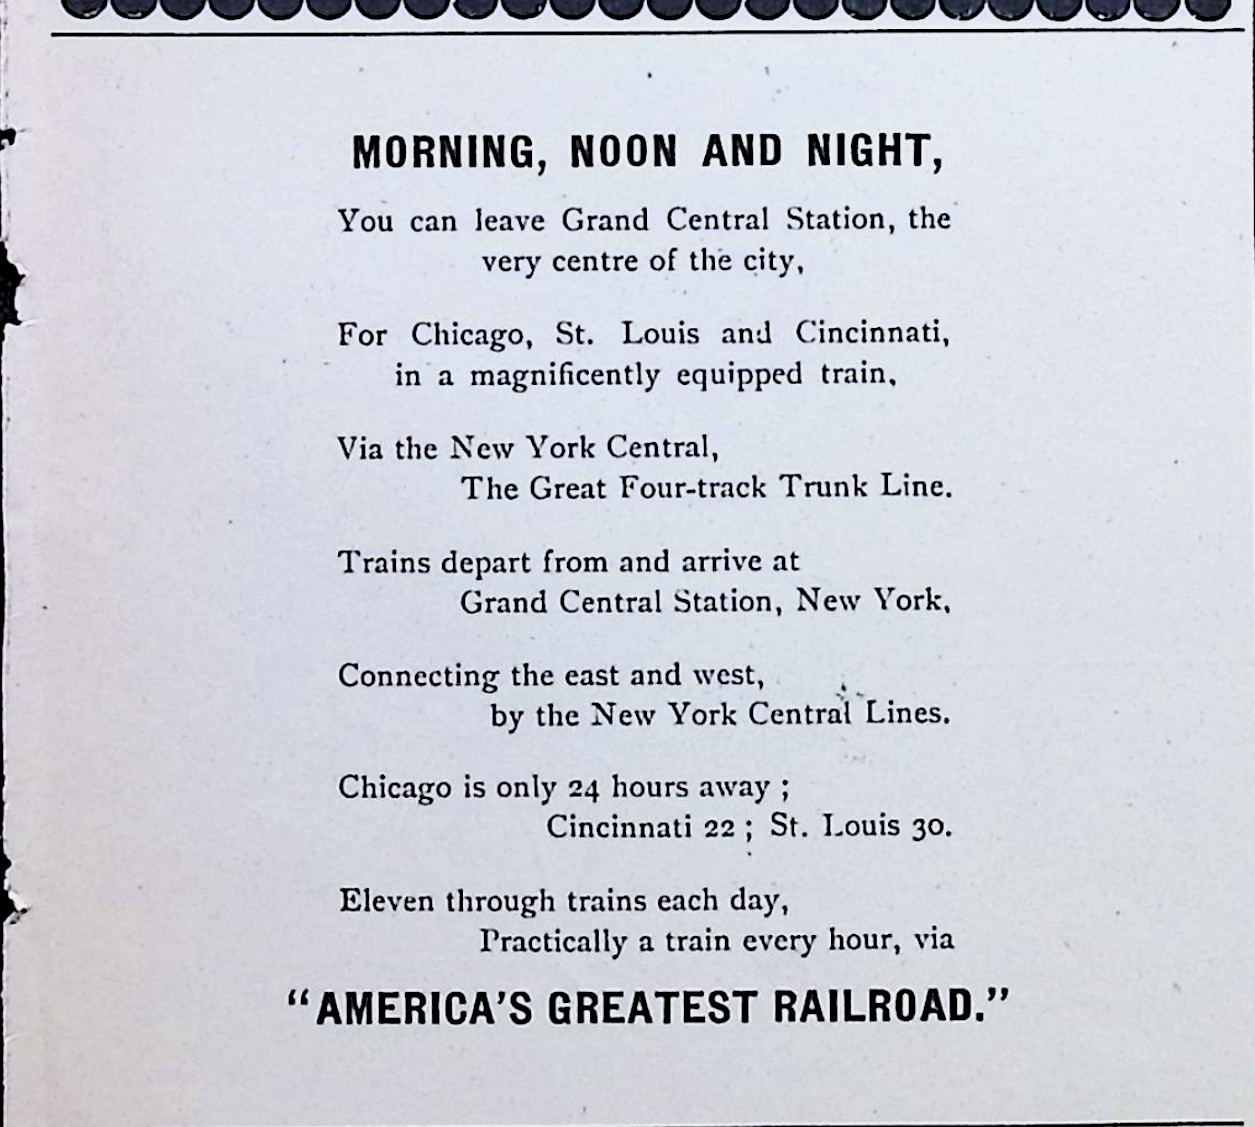 MORNING, NOON AND NIGHT,
You can leave Grand Central Station, the
very centre of the city,
For Chicago, St. Louis and Cincinnati,
in a magnificently equipped train,
Via the New York Central,
The Great Four-track Trunk Line.
Trains depart from and arrive at
Grand Central Station, New York,
Connecting the east and west,
by the New York Central Lines.
Chicago is only 24 hours away ;
Cincinnati 22 ; St. Louis 30.
Eleven through trains each day,
Practically a train every hour, via
“AMERICA’S GREATEST RAILROAD.”